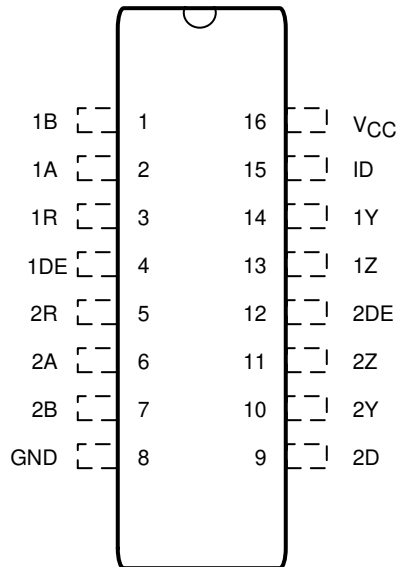 1B 1 16 VCC
1A 2 15 ID
1R 3 14 1Y
1DE 4 13 1Z
2R 5 12 2DE
2A 6 11 2Z
2B 7 10 2Y
GND 8 9 2D